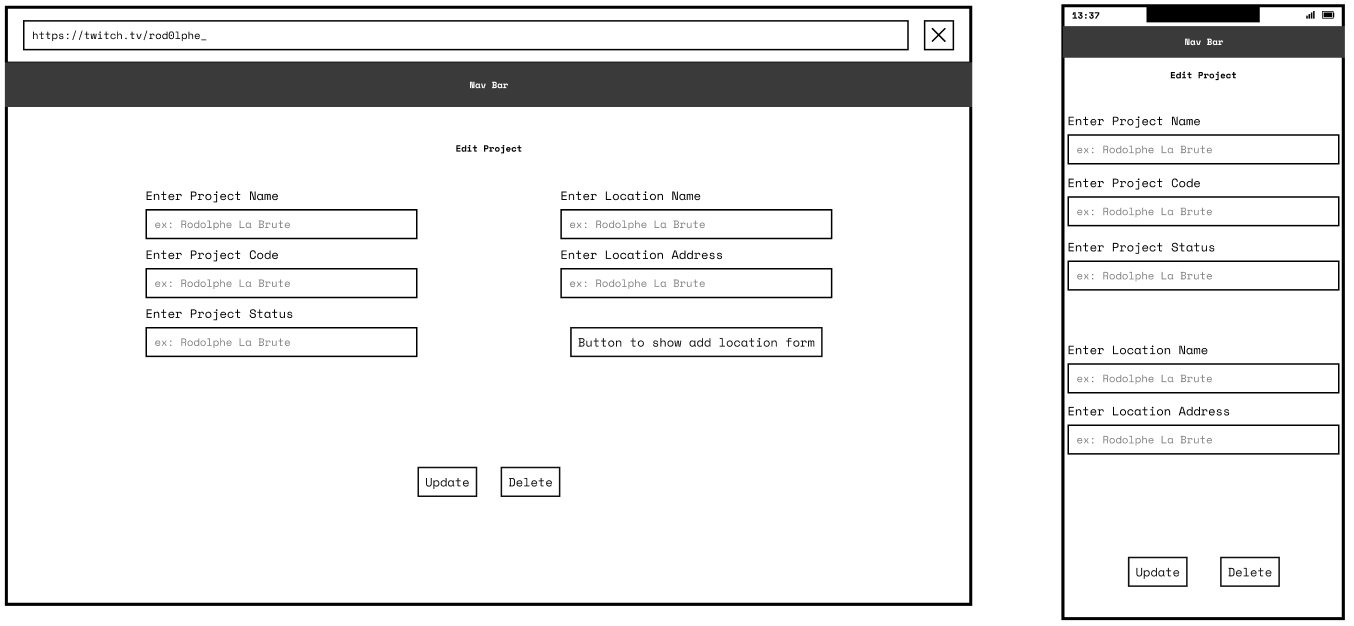 https://twitch.tv/rod0lphe_
Nav Bar
Edit Project
Enter Project Name
ex: Rodolphe La Brute
Enter Project Code
ex: Rodolphe La Brute
Enter Project Status
ex: Rodolphe La Brute
Enter Location Name
ex: Rodolphe La Brute
Enter Location Address
ex: Rodolphe La Brute
Button to show add location form
Update
Delete
13:37
Nav Bar
Edit Project
Enter Project Name
ex: Rodolphe La Brute
Enter Project Code
ex: Rodolphe La Brute
Enter Project Status
ex: Rodolphe La Brute
Enter Location Name
ex: Rodolphe La Brute
Enter Location Address
ex: Rodolphe La Brute
Update
Delete